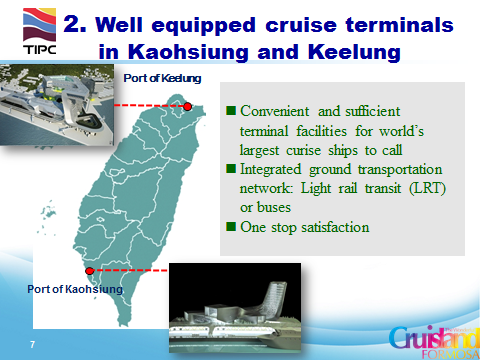 TIPC
2. Well equipped cruise terminals
in Kaohsiung and Keelung
Port of Keelung
■ Convenient and sufficient
terminal facilities for world's
largest curise ships to call
■ Integrated ground transportation
network: Light rail transit (LRT)
or buses
■ One stop satisfaction
Port of Kaohsiung
7
Cruisland
FORMOSA